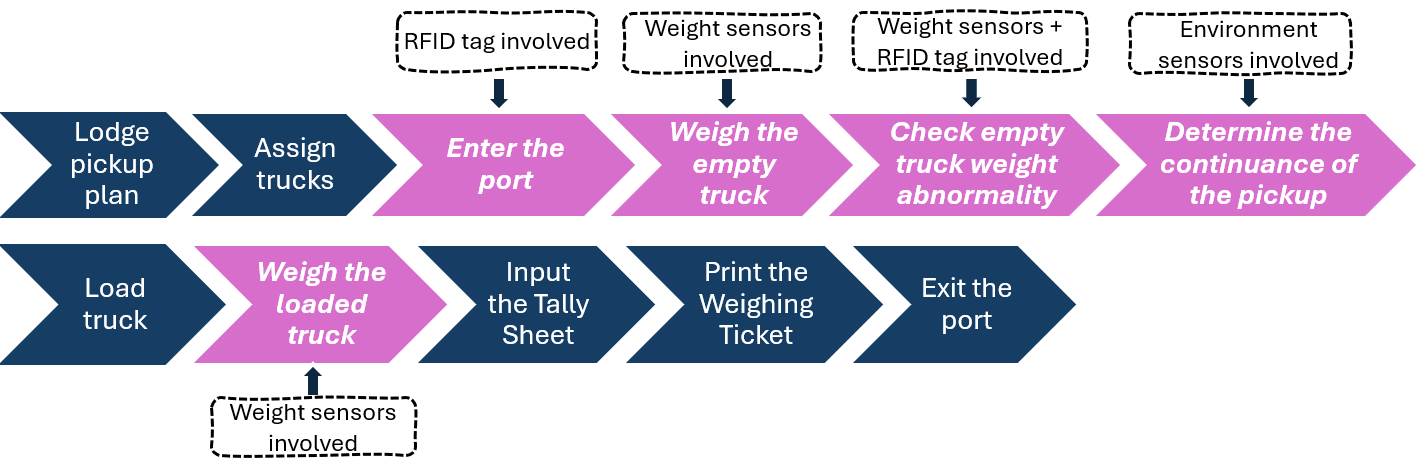 RFID tag involved
Weight sensors
involved
Weight sensors +
RFID tag involved
Environment
sensors involved
Lodge
pickup
plan
Assign
trucks
Enter the
port
Weigh the
empty
truck
Check empty
truck weight
abnormality
Determine the
continuance of
the pickup
Load
truck
Weigh the
loaded
truck
Input
the Tally
Sheet
Print the
Weighing
Ticket
Exit the
port
Weight sensors
involved